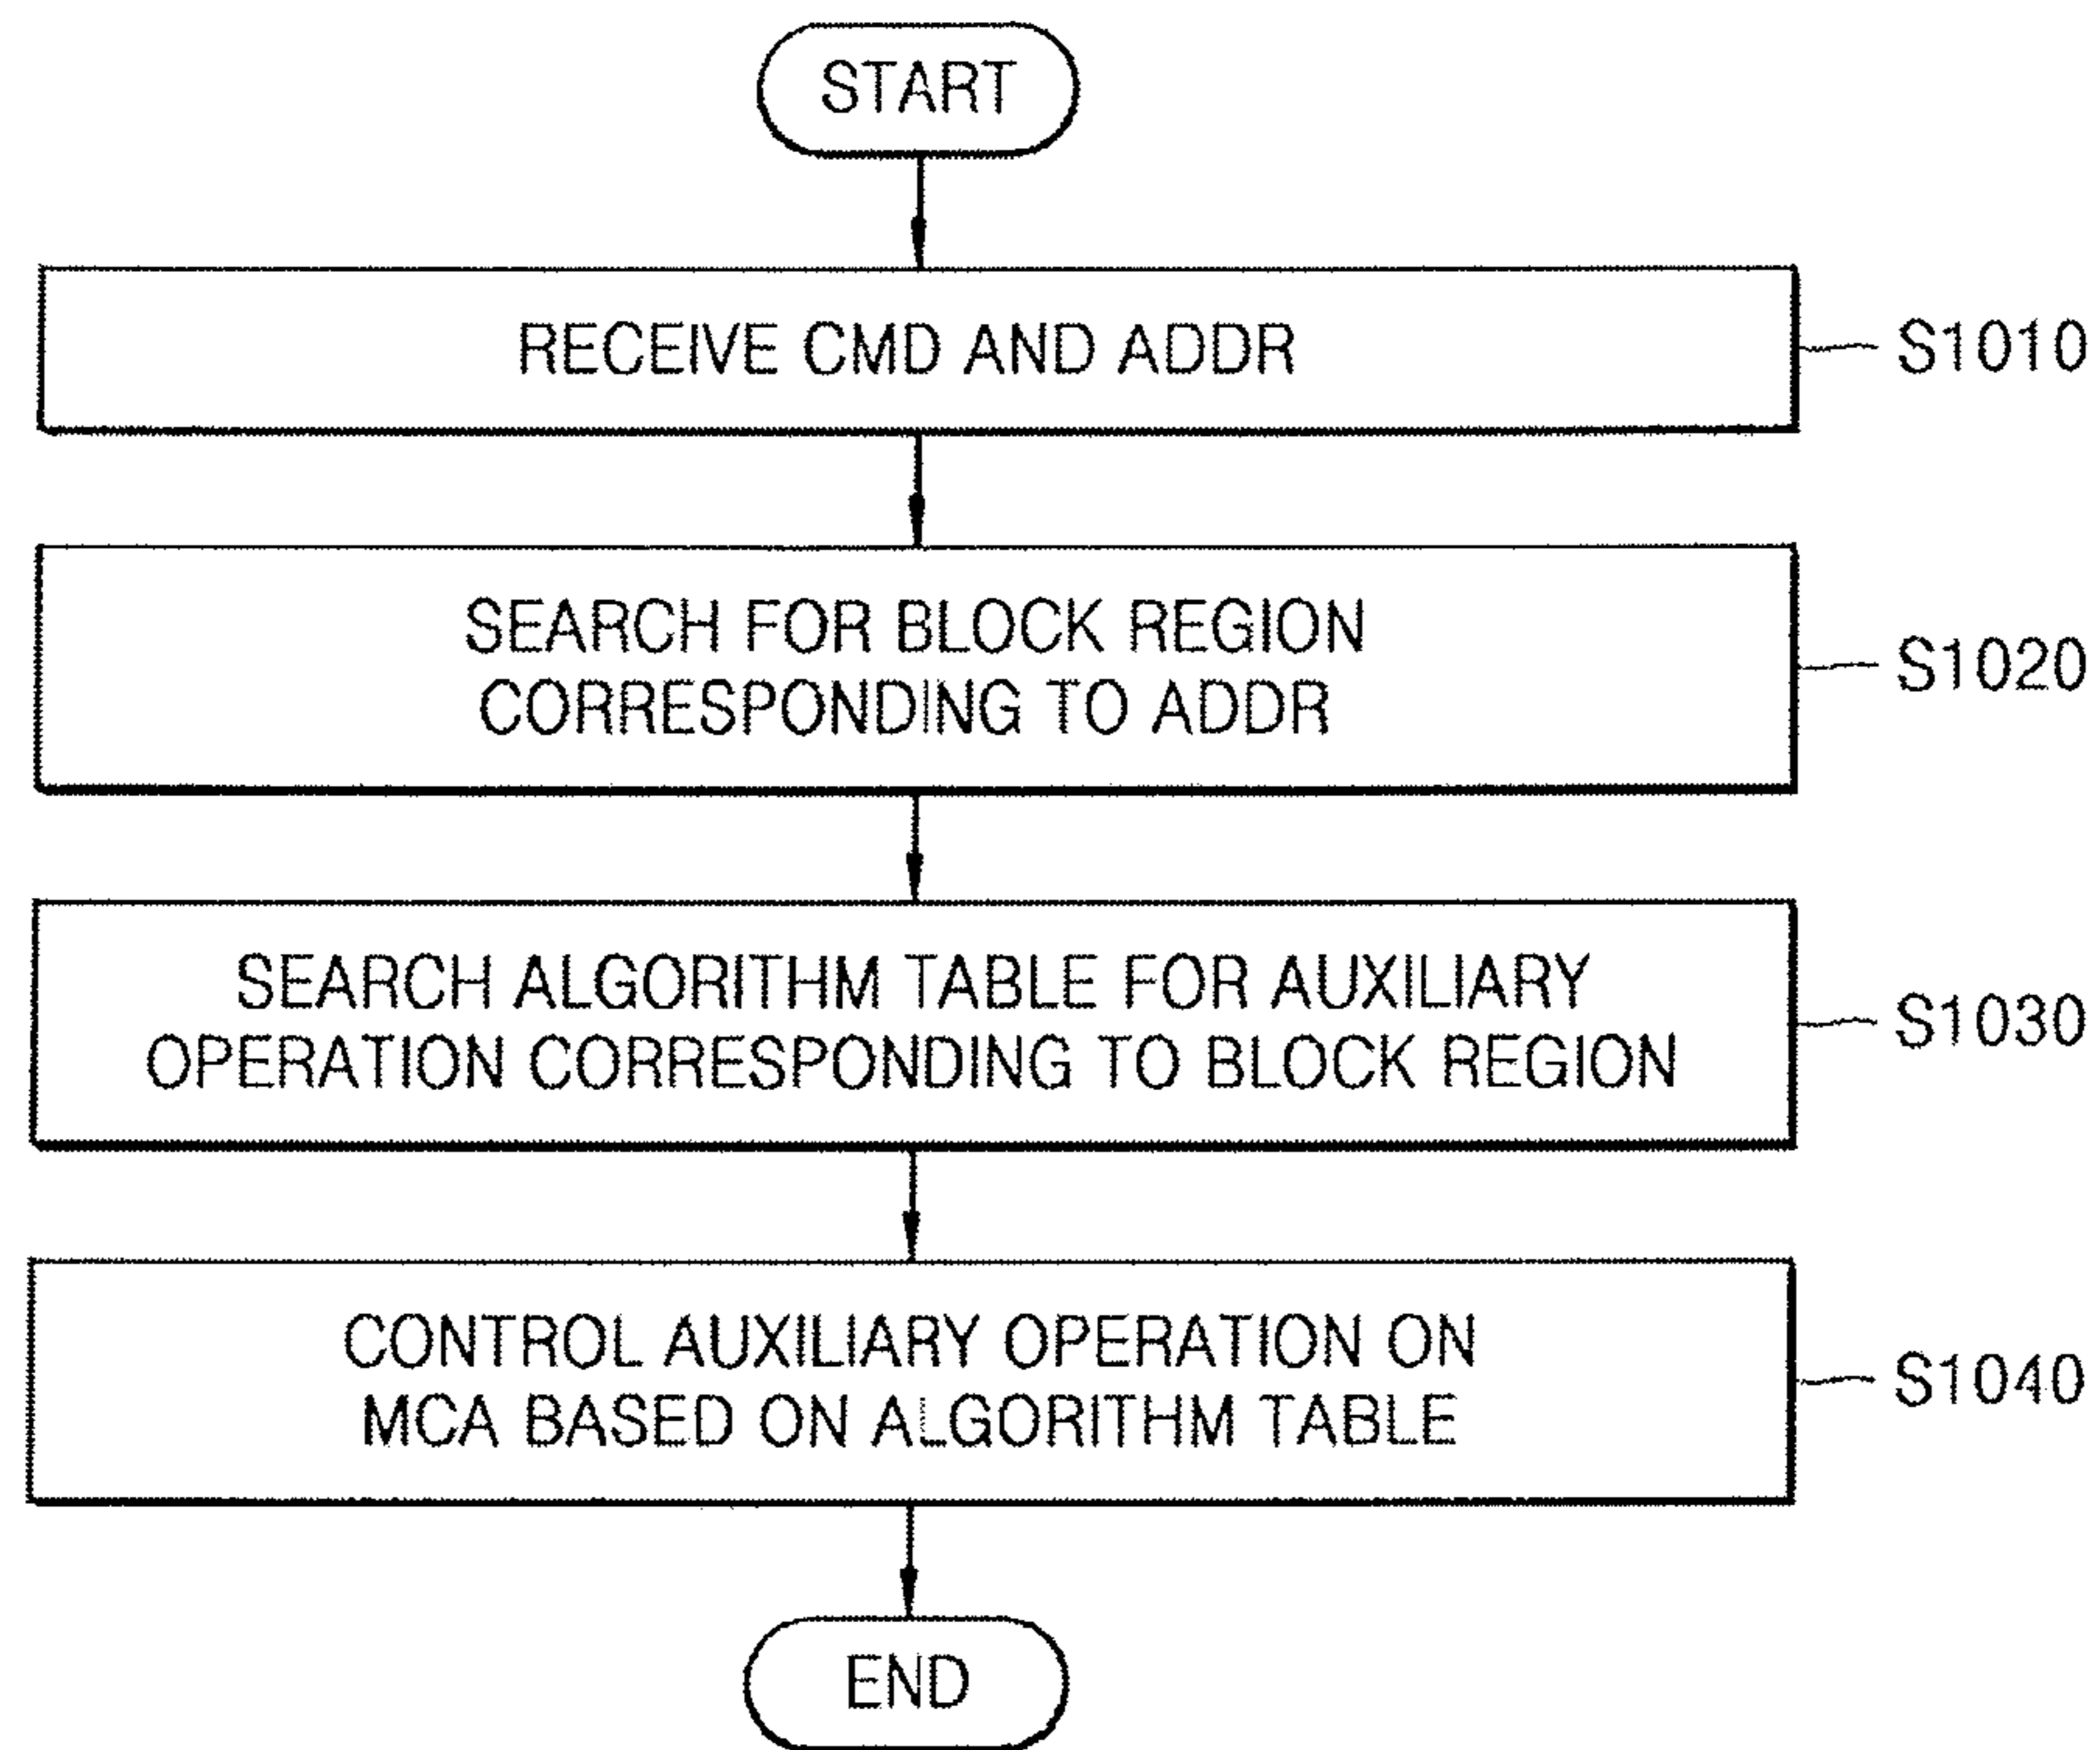 START
RECEIVE CMD AND ADDR
S1010
SEARCH FOR BLOCK REGION
CORRESPONDING TO ADDR
S1020
SEARCH ALGORITHM TABLE FOR AUXILIARY
OPERATION CORRESPONDING TO BLOCK REGION
S1030
CONTROL AUXILIARY OPERATION ON
MCA BASED ON ALGORITHM TABLE
S1040
END